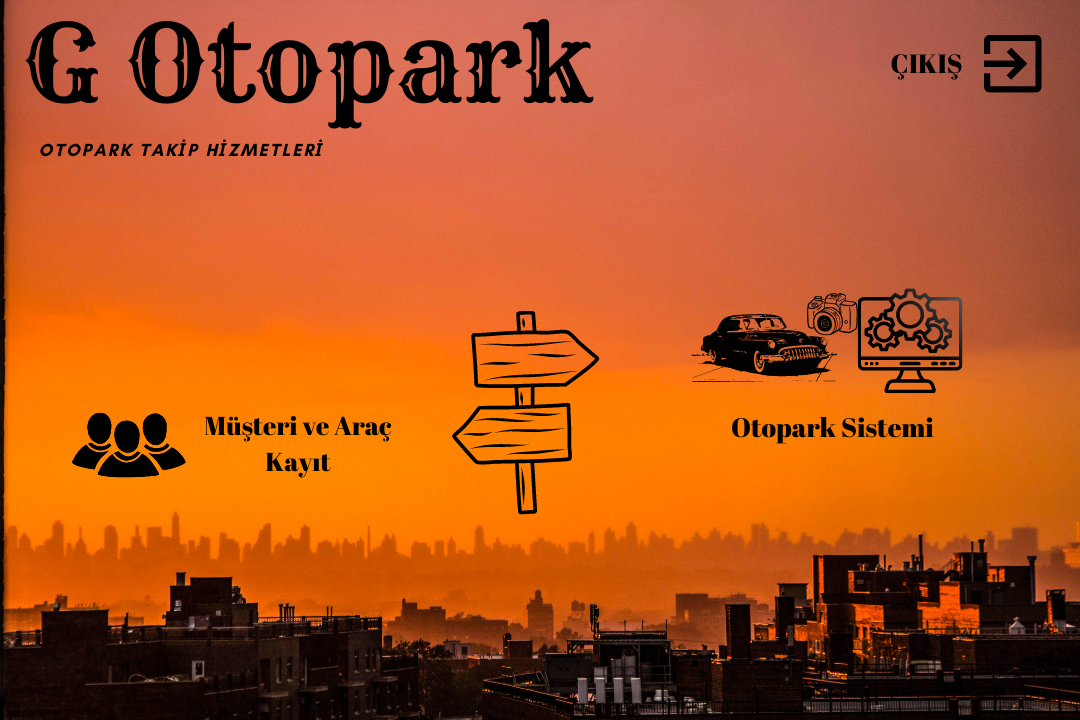 G Otopark
ÇIKIŞ
OTOPARK TAKİP HİZMETLERİ
Müşteri ve Araç
Kayıt
Otopark Sistemi